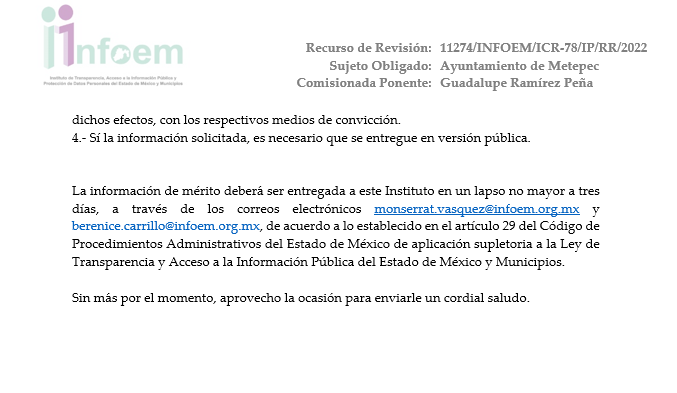 infoem
Instituto de Transparencia, Acceso a la Información Pública y
Protección de Datos Personales del Estado de México y Municipios
Recurso de Revisión: 11274/INFOEM/ICR-78/IP/RR/2022
Sujeto Obligado: Ayuntamiento de Metepec
Comisionada Ponente: Guadalupe Ramírez Peña
dichos efectos, con los respectivos medios de convicción.
4.- Sí la información solicitada, es necesario que se entregue en versión pública.
La información de mérito deberá ser entregada a este Instituto en un lapso no mayor a tres
días, a través de los correos electrónicos monserrat.vasquez@infoem.org.mx y
berenice.carrillo@infoem.org.mx, de acuerdo a lo establecido en el artículo 29 del Código de
Procedimientos Administrativos del Estado de México de aplicación supletoria a la Ley de
Transparencia y Acceso a la Información Pública del Estado de México y Municipios.
Sin más por el momento, aprovecho la ocasión para enviarle un cordial saludo.